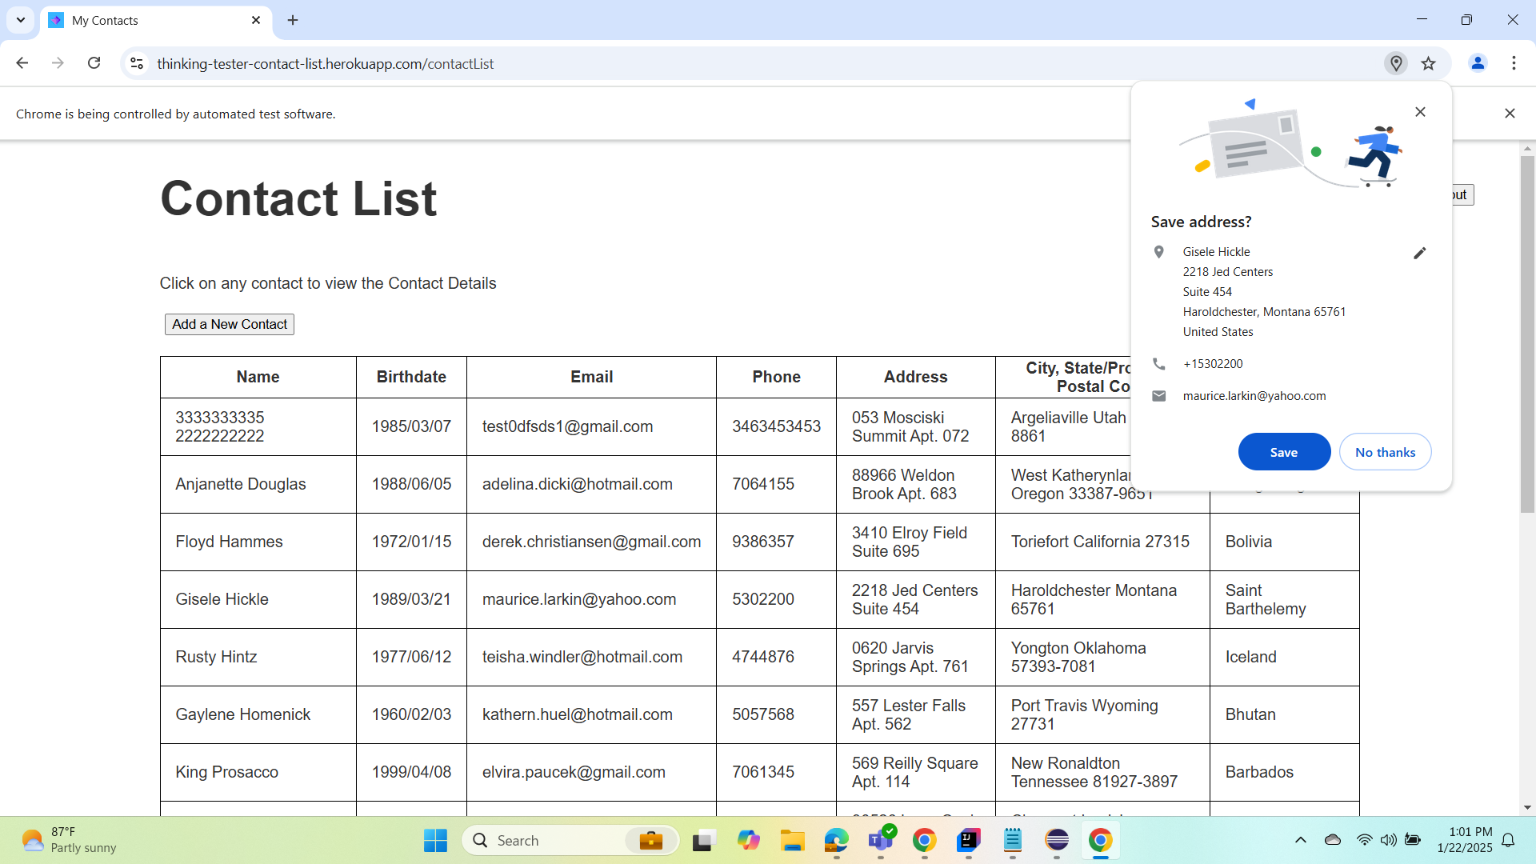 My Contacts
thinking-tester-contact-list.herokuapp.com/contactList
Chrome is being controlled by automated test software.
Contact List
Click on any contact to view the Contact Details
Add a New Contact
Save address?
Gisele Hickle
2218 Jed Centers
Suite 454
Haroldchester, Montana 65761
United States
+15302200
maurice.larkin@yahoo.com
Save
No thanks
Name
Birthdate
Email
Phone
Address
City, State/Pro
Postal Co
3333333335
2222222222
1985/03/07
test0dfsds1@gmail.com
3463453453
053 Mosciski
Summit Apt. 072
Argeliaville Utah
8861
Anjanette Douglas
1988/06/05
adelina.dicki@hotmail.com
7064155
88966 Weldon
Brook Apt. 683
West Katherynla
Oregon 33387-9651
Floyd Hammes
1972/01/15
derek.christiansen@gmail.com
9386357
3410 Elroy Field
Suite 695
Toriefort California 27315
Bolivia
Gisele Hickle
1989/03/21
maurice.larkin@yahoo.com
5302200
2218 Jed Centers
Suite 454
Haroldchester Montana
65761
Saint
Barthelemy
Rusty Hintz
1977/06/12
teisha.windler@hotmail.com
4744876
0620 Jarvis
Springs Apt. 761
Yongton Oklahoma
57393-7081
Iceland
Gaylene Homenick
1960/02/03
kathern.huel@hotmail.com
5057568
557 Lester Falls
Apt. 562
Port Travis Wyoming
27731
Bhutan
King Prosacco
1999/04/08
elvira.paucek@gmail.com
7061345
569 Reilly Square
Apt. 114
New Ronaldton
Tennessee 81927-3897
Barbados
87°F
Partly sunny
Search
1:01 PM
1/22/2025